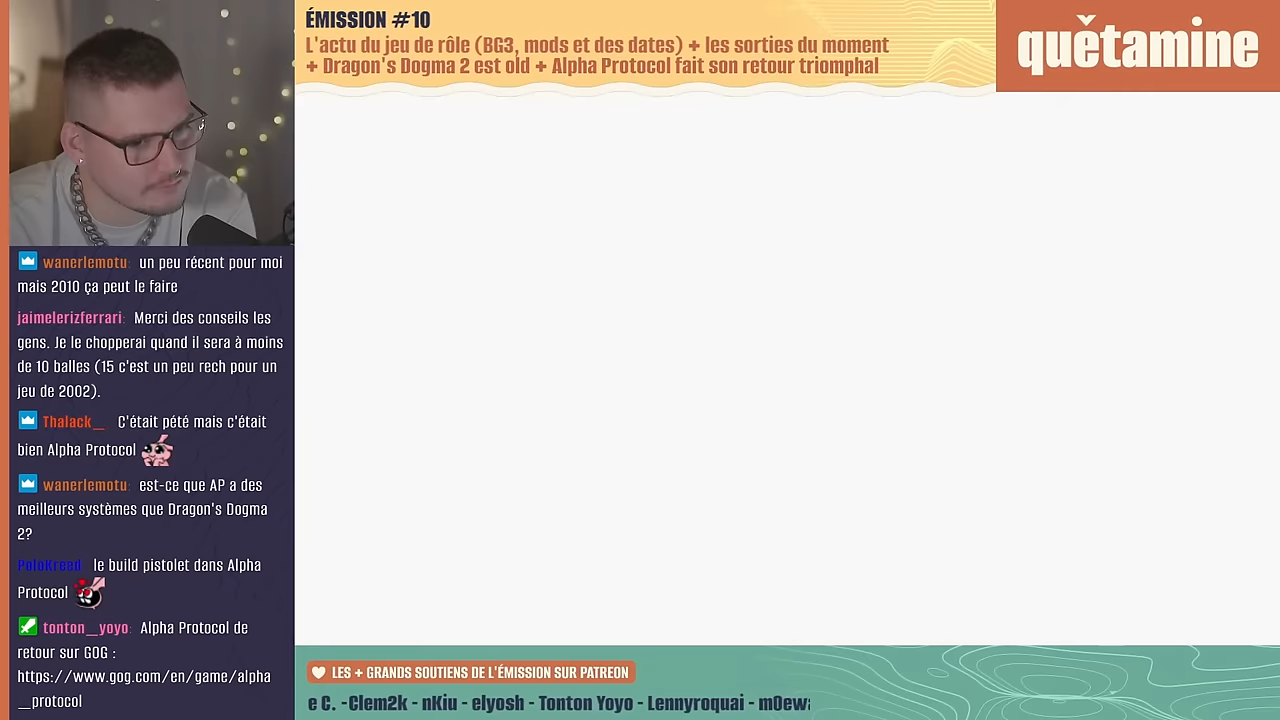 ÉMISSION #10
L'actu du jeu de rôle (BG3, mods et des dates) + les sorties du moment
+ Dragon's Dogma 2 est old + Alpha Protocol fait son retour triomphal
quětamine
wanerlemotu: un peu récent pour moi
mais 2010 ça peut le faire
jaimelerizferrari: Merci des conseils les
gens. Je le chopperai quand il sera à moins
de 10 balles (15 c'est un peu rech pour un
jeu de 2002).
Thalack__ C'était pété mais c'était
bien Alpha Protocol
wanerlemotu: est-ce que AP a des
meilleurs systèmes que Dragon's Dogma
2?
PoloKreed le build pistolet dans Alpha
Protocol
tonton__yoyo: Alpha Protocol de
retour sur GOG :
https://www.gog.com/en/game/alpha
__protocol
LES + GRANDS SOUTIENS DE L'ÉMISSION SUR PATREON
e C. -Clem2k - nKiu - elyosh - Tonton Yoyo - Lennyroquai -